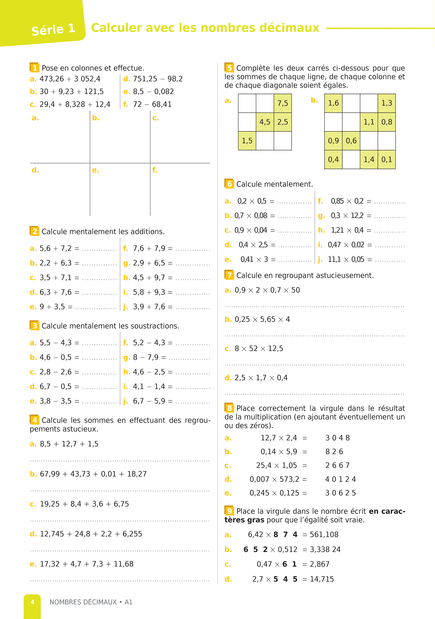 Série 1
Calculer avec les nombres décimaux
1 Pose en colonnes et effectue.
a. 473,26 + 3 052,4 d. 751,25 − 98,2
b. 30 + 9,23 + 121,5 e. 8,5 − 0,082
c. 29,4 + 8,328 + 12,4 f. 72 − 68,41
a. b. c.
d. e. f.
2 Calcule mentalement les additions.
a. 5,6 + 7,2 = .............. f. 7,6 + 7,9 = ..............
b. 2,2 + 6,3 = .............. g. 2,9 + 6,5 = ..............
c. 3,5 + 7,1 = .............. h. 4,5 + 9,7 = ..............
d. 6,3 + 7,6 = .............. i. 5,8 + 9,3 = ..............
e. 9 + 3,5 = .............. j. 3,9 + 7,6 = ..............
3 Calcule mentalement les soustractions.
a. 5,5 − 4,3 = .............. f. 5,2 − 4,3 = ..............
b. 4,6 − 0,5 = .............. g. 8 − 7,9 = ..............
c. 2,8 − 2,6 = .............. h. 4,6 − 2,5 = ..............
d. 6,7 − 0,5 = .............. i. 4,1 − 1,4 = ..............
e. 3,8 − 3,5 = .............. j. 6,7 − 5,9 = ..............
4 Calcule les sommes en effectuant des regrou-
pements astucieux.
a. 8,5 + 12,7 + 1,5
b. 67,99 + 43,73 + 0,01 + 18,27
c. 19,25 + 8,4 + 3,6 + 6,75
d. 12,745 + 24,8 + 2,2 + 6,255
e. 17,32 + 4,7 + 7,3 + 11,68
5 Complète les deux carrés ci-dessous pour que
les sommes de chaque ligne, de chaque colonne et
de chaque diagonale soient égales.
a.
7,5
4,5 2,5
1,5
b.
1,6 1,3
1,1 0,8
0,9 0,6
0,4 1,4 0,1
6 Calcule mentalement.
a. 0,2 × 0,5 = .............. f. 0,85 × 0,2 = .............
b. 0,7 × 0,08 = .............. g. 0,3 × 12,2 = .............
c. 0,9 × 0,04 = .............. h. 1,21 × 0,4 = .............
d. 0,4 × 2,5 = .............. i. 0,47 × 0,02 = .............
e. 0,41 × 3 = .............. j. 11,1 × 0,05 = .............
7 Calcule en regroupant astucieusement.
a. 0,9 × 2 × 0,7 × 50
b. 0,25 × 5,65 × 4
c. 8 × 52 × 12,5
d. 2,5 × 1,7 × 0,4
8 Place correctement la virgule dans le résultat
de la multiplication (en ajoutant éventuellement un
ou des zéros).
a. 12,7 × 2,4 = 3 0 4 8
b. 0,14 × 5,9 = 8 2 6
c. 25,4 × 1,05 = 2 6 6 7
d. 0,007 × 573,2 = 4 0 1 2 4
e. 0,245 × 0,125 = 3 0 6 2 5
9 Place la virgule dans le nombre écrit en carac-
tères gras pour que l'égalité soit vraie.
a. 6,42 × 8 7 4 = 561,108
b. 6 5 2 × 0,512 = 3,338 24
c. 0,47 × 6 1 = 2,867
d. 2,7 × 5 4 5 = 14,715
4 NOMBRES DÉCIMAUX • A1